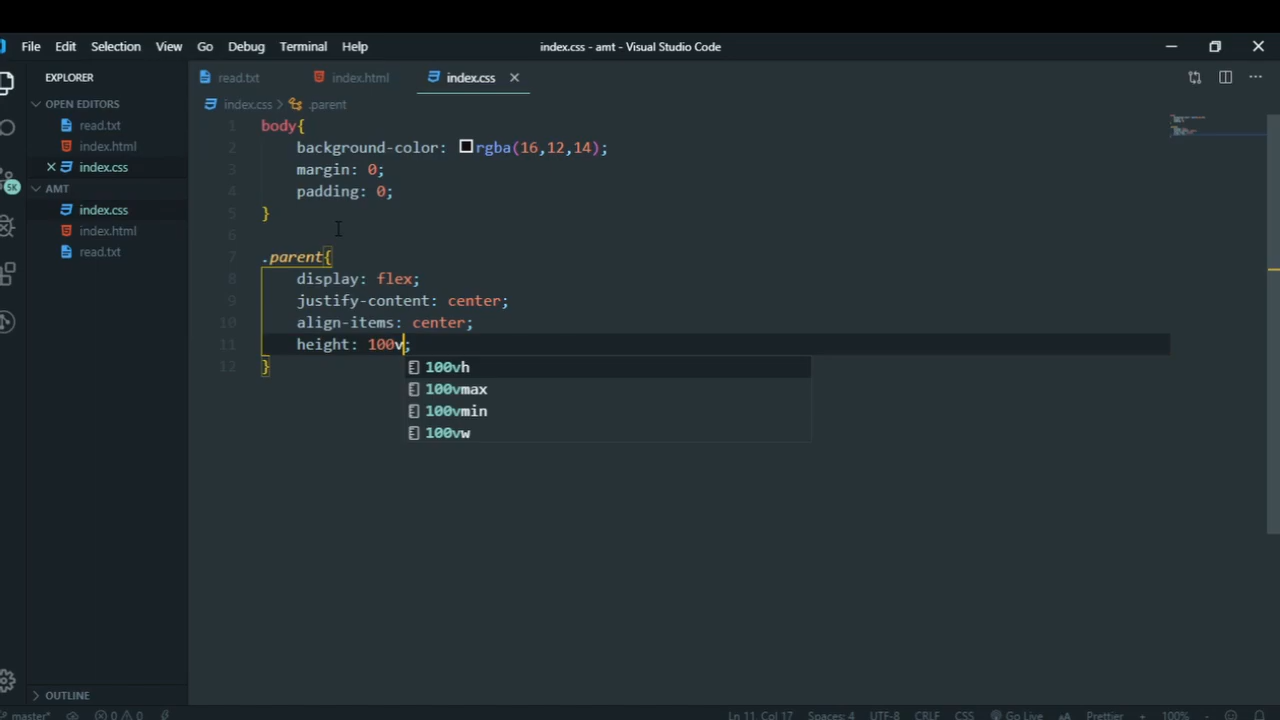 File Edit Selection View Go Debug Terminal Help
index.css - amt - Visual Studio Code
EXPLORER
OPEN EDITORS
read.txt
index.html
index.css
AMT
index.css
index.html
read.txt
OUTLINE
SK
read.txt index.html index.css
index.css > .parent
1 body{
2 background-color: rgba(16,12,14);
3 margin: 0;
4 padding: 0;
5 }
6
7 .parent{
8 display: flex;
9 justify-content: center;
10 align-items: center;
11 height: 100v;
12 }
100vh
100vmax
100vmin
100vw
master* 0 0 Ln 11, Col 17 Spaces: 4 UTF-8 CRLF CSS Go Live Prettier 100%